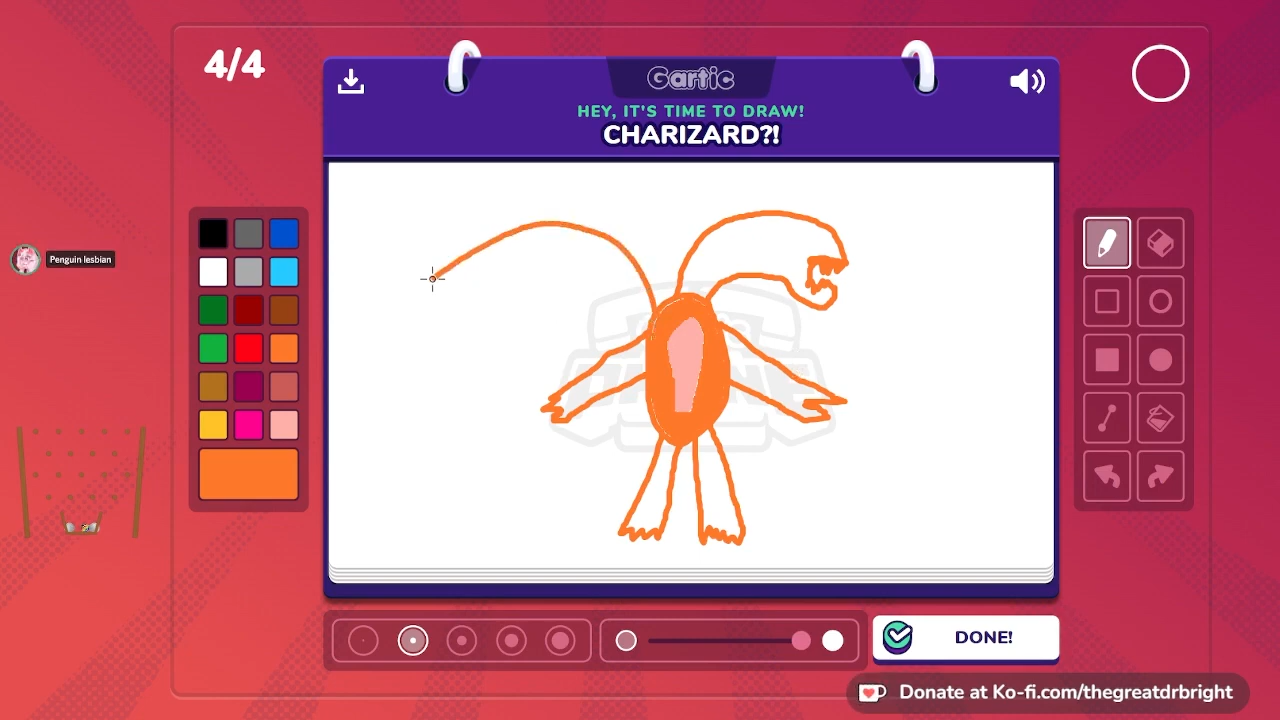 4/4
Gartic
HEY, IT'S TIME TO DRAW!
CHARIZARD?!
Penguin lesbian
DONE!
Donate at Ko-fi.com/thegreatdrbright